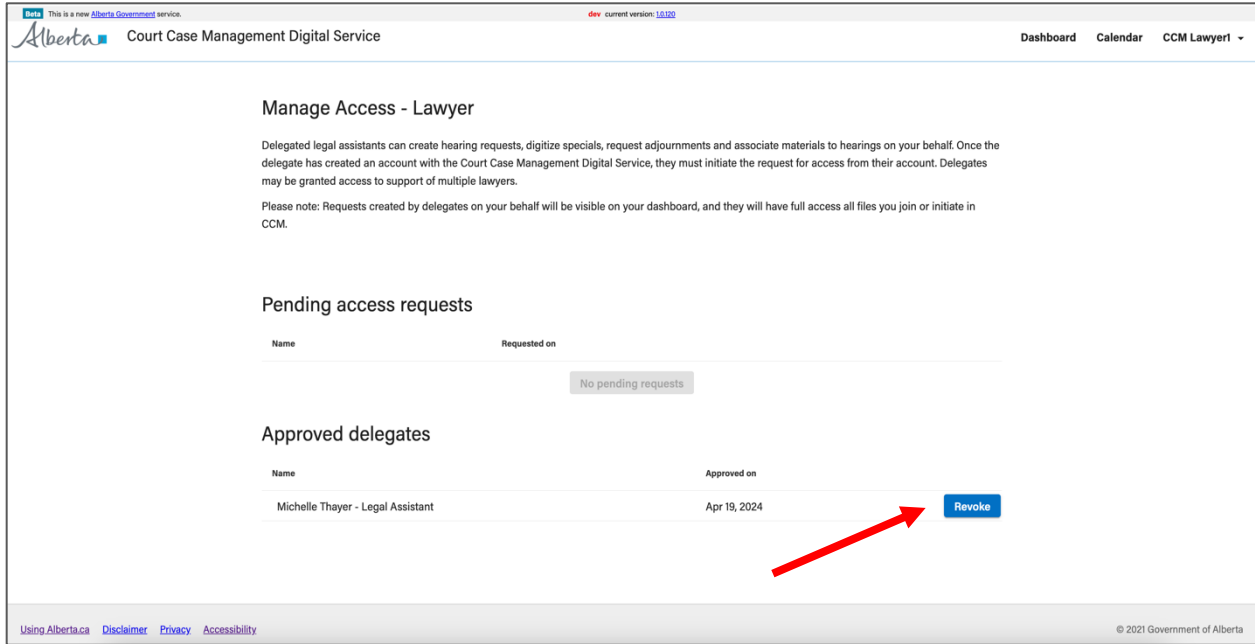 Beta This is a new Alberta Government service. dev current version: 1.0.120
Alberta Court Case Management Digital Service Dashboard Calendar CCM Lawyer1
Manage Access - Lawyer
Delegated legal assistants can create hearing requests, digitize specials, request adjournments and associate materials to hearings on your behalf. Once the
delegate has created an account with the Court Case Management Digital Service, they must initiate the request for access from their account. Delegates
may be granted access to support of multiple lawyers.
Please note: Requests created by delegates on your behalf will be visible on your dashboard, and they will have full access all files you join or initiate in
CCM.
Pending access requests
Name Requested on
No pending requests
Approved delegates
Name Approved on
Michelle Thayer - Legal Assistant Apr 19, 2024 Revoke
Using Alberta.ca Disclaimer Privacy Accessibility © 2021 Government of Alberta